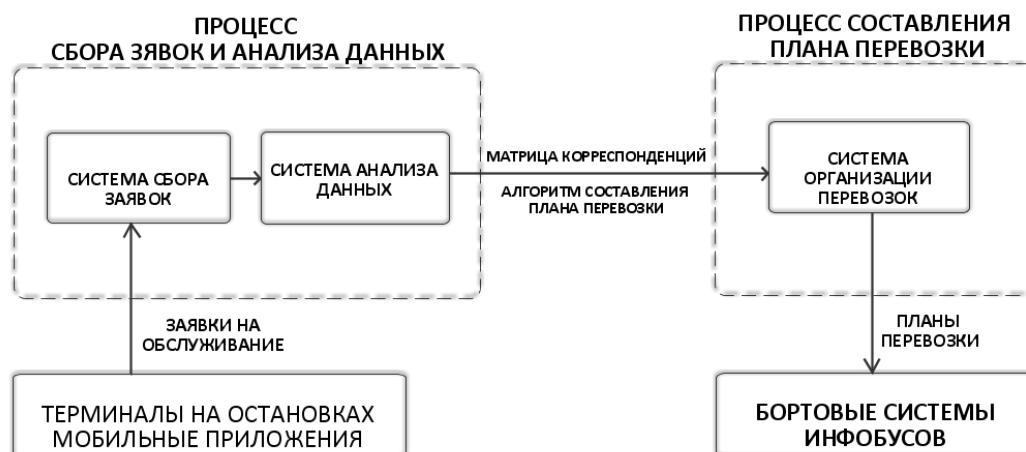 ПРОЦЕСС
СБОРА ЗЯВОК И АНАЛИЗА ДАННЫХ
ПРОЦЕСС СОСТАВЛЕНИЯ
ПЛАНА ПЕРЕВОЗКИ
СИСТЕМА СБОРА
ЗАЯВОК
СИСТЕМА АНАЛИЗА
ДАННЫХ
МАТРИЦА КОРРЕСПОНДЕНЦИЙ
АЛГОРИТМ СОСТАВЛЕНИЯ
ПЛАНА ПЕРЕВОЗКИ
СИСТЕМА
ОРГАНИЗАЦИИ
ПЕРЕВОЗОК
ЗАЯВКИ НА
ОБСЛУЖИВАНИЕ
ПЛАНЫ
ПЕРЕВОЗКИ
ТЕРМИНАЛЫ НА ОСТАНОВКАХ
МОБИЛЬНЫЕ ПРИЛОЖЕНИЯ
БОРТОВЫЕ СИСТЕМЫ
ИНФОБУСОВ